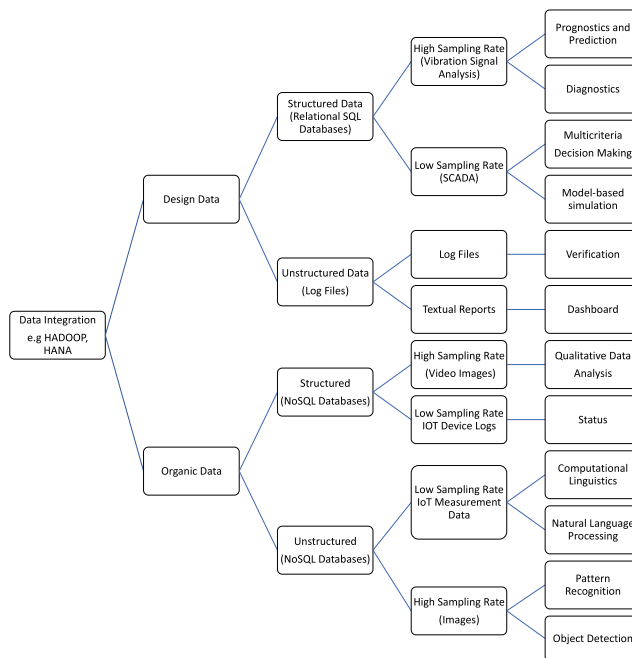 Data Integration
e.g HADOOP,
HANA
Design Data
Organic Data
Structured Data
(Relational SQL
Databases)
Unstructured Data
(Log Files)
Structured
(NoSQL Databases)
Unstructured
(NoSQL Databases)
High Sampling Rate
(Vibration Signal
Analysis)
Low Sampling Rate
(SCADA)
Log Files
Textual Reports
High Sampling Rate
(Video Images)
Low Sampling Rate
IOT Device Logs
Low Sampling Rate
IoT Measurement
Data
High Sampling Rate
(Images)
Prognostics and
Prediction
Diagnostics
Multicriteria
Decision Making
Model-based
simulation
Verification
Dashboard
Qualitative Data
Analysis
Status
Computational
Linguistics
Natural Language
Processing
Pattern
Recognition
Object Detection